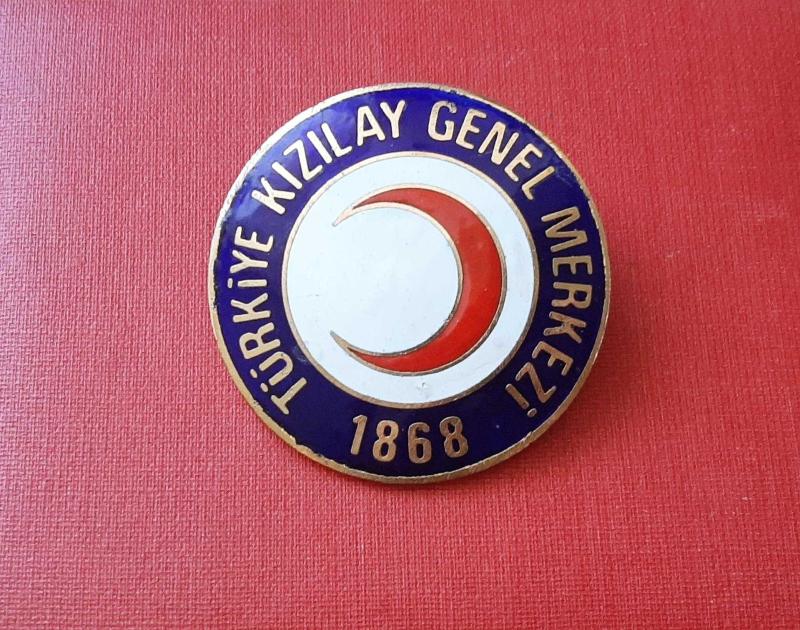 TÜRKİYE KIZILAY GENEL MERKEZİ
1868